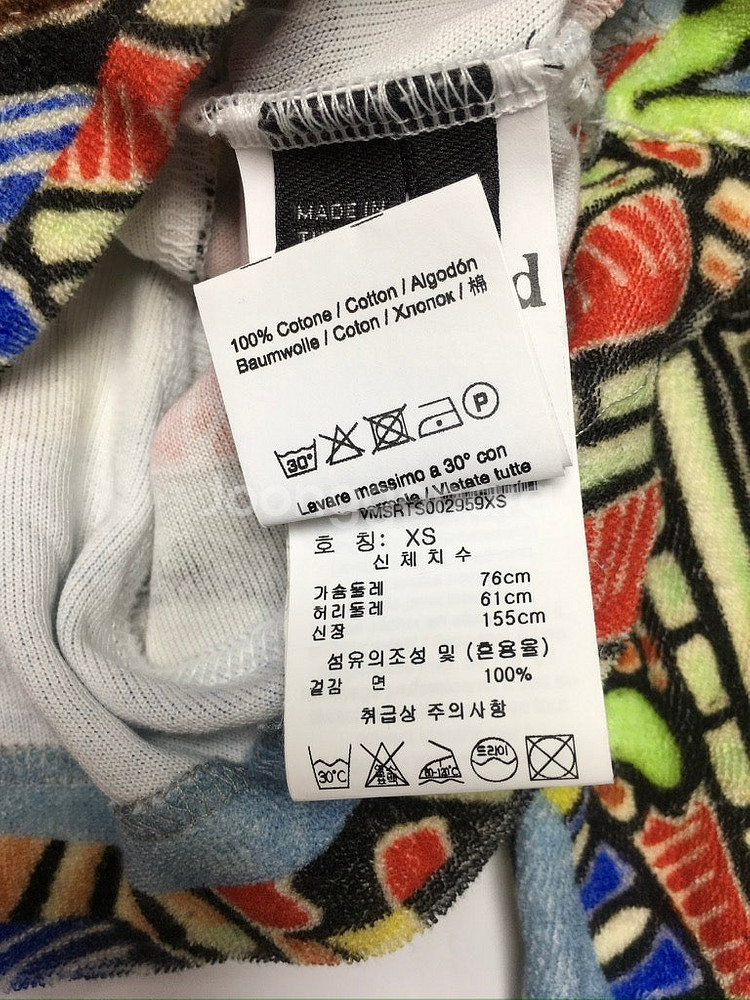 MADE IN
d
100% Cotone / Cotton / Algodón
Baumwolle / Coton / Хлопок / 棉
30°
P
Lavare massimo a 30° con
/ Vietate tutte
VMSRTS002959XS
호 칭: XS
신 체 치 수
가슴둘레 76cm
허리둘레 61cm
신장 155cm
섬유의조성 및 (혼용율)
겉감 면 100%
취급상 주의사항
30°C 드라이